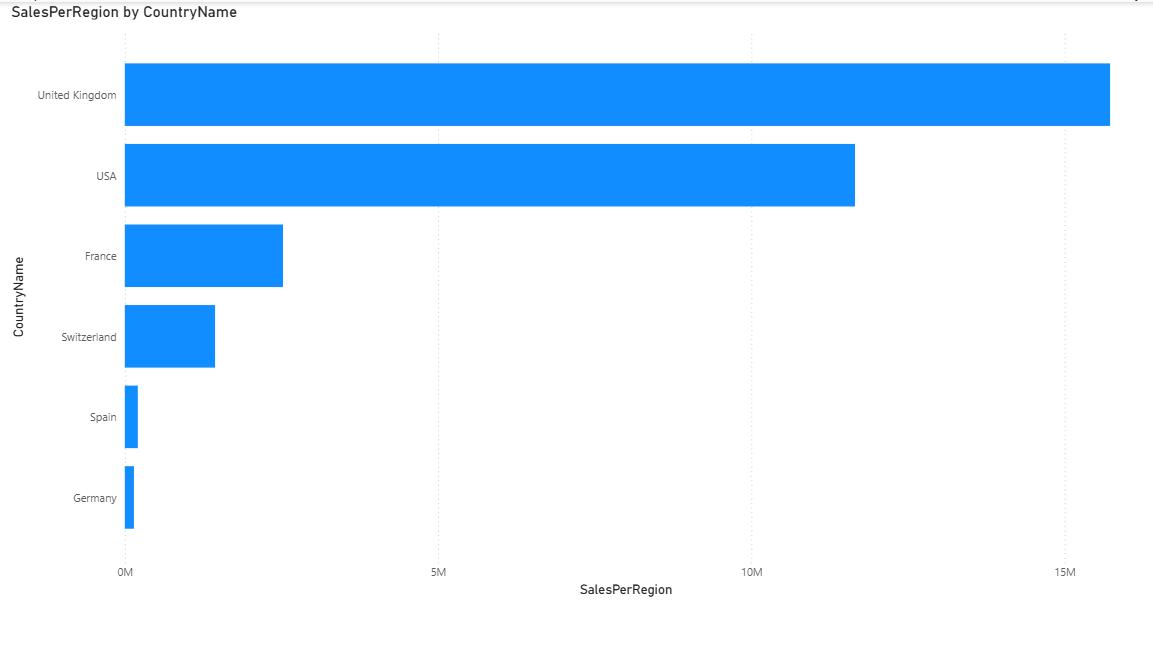 SalesPerRegion by CountryName
CountryName
United Kingdom
USA
France
Switzerland
Spain
Germany
0M 5M 10M 15M
SalesPerRegion